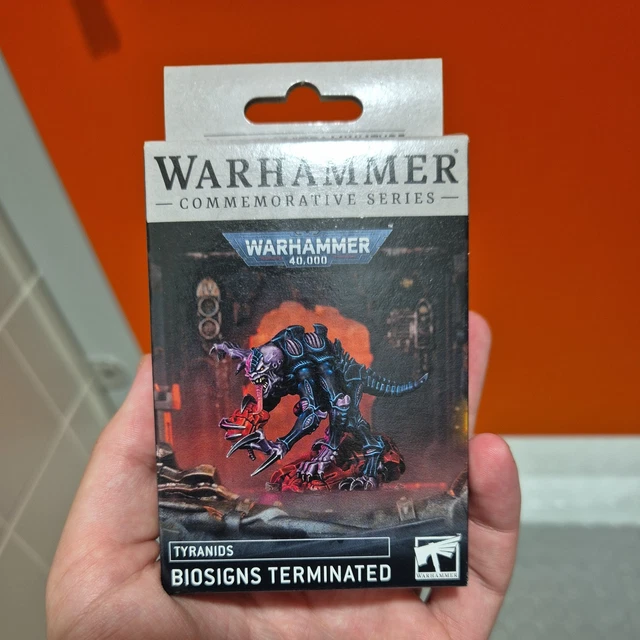 WARHAMMER
COMMEMORATIVE SERIES
WARHAMMER
40,000
TYRANIDS
BIOSIGNS TERMINATED
WARHAMMER